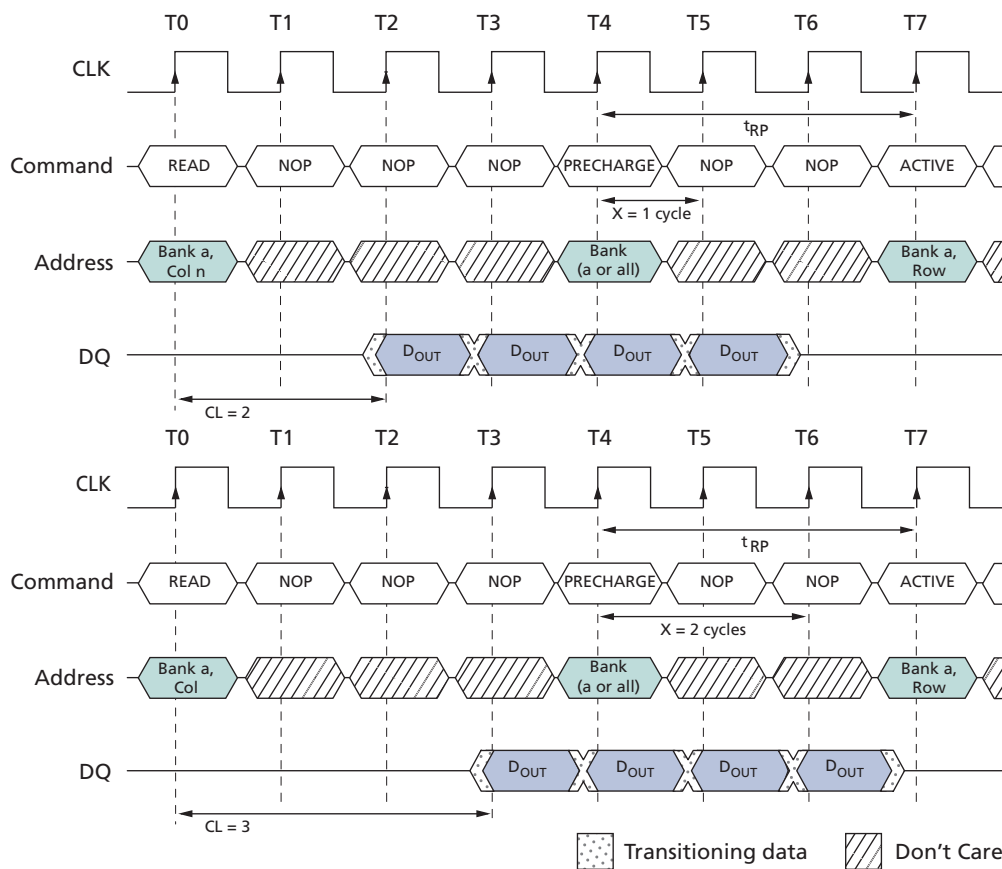 T0 T1 T2 T3 T4 T5 T6 T7
CLK
tRP
Command READ NOP NOP NOP PRECHARGE NOP NOP ACTIVE
X = 1 cycle
Address Bank a, Col n Bank (a or all) Bank a, Row
DQ DOUT DOUT DOUT DOUT
CL = 2
T0 T1 T2 T3 T4 T5 T6 T7
CLK
tRP
Command READ NOP NOP NOP PRECHARGE NOP NOP ACTIVE
X = 2 cycles
Address Bank a, Col Bank (a or all) Bank a, Row
DQ DOUT DOUT DOUT DOUT
CL = 3
Transitioning data Don't Care